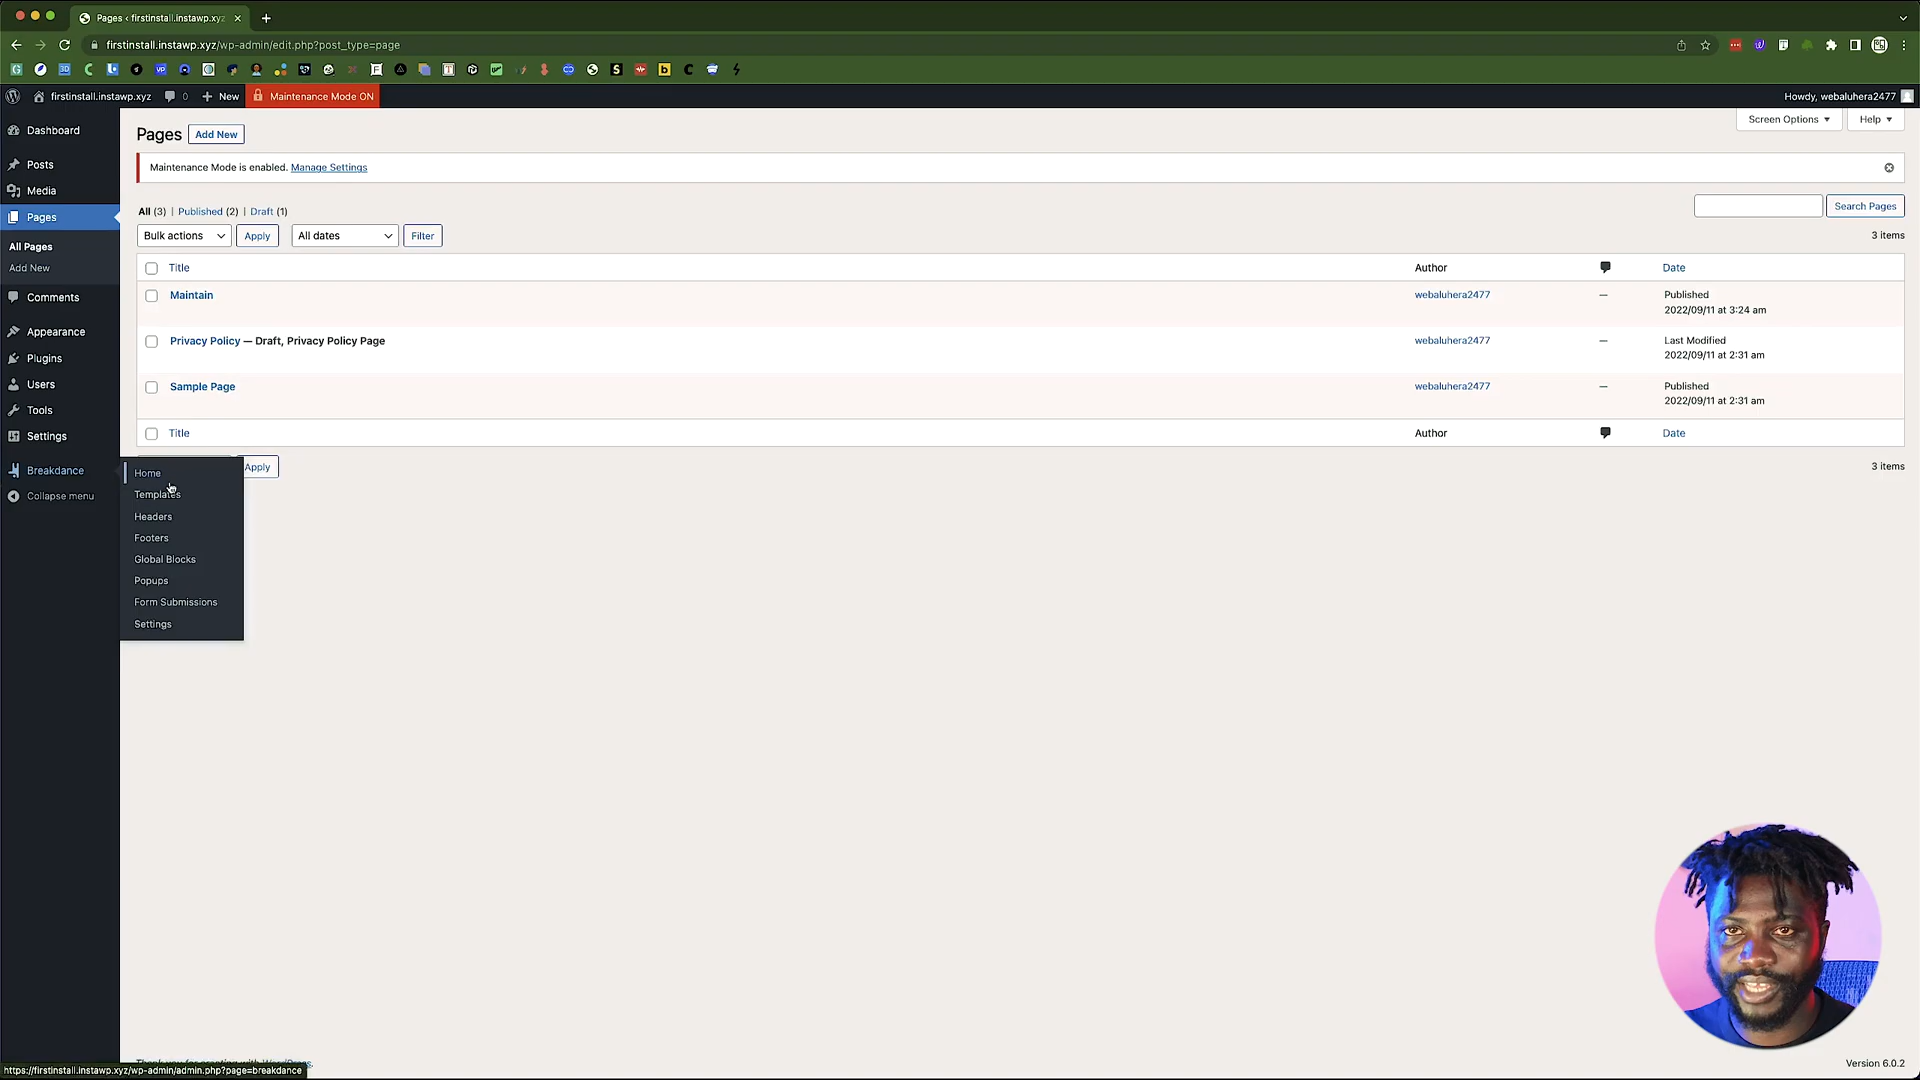 Pages ‹ firstinstall.instawp.xyz
firstinstall.instawp.xyz/wp-admin/edit.php?post_type=page
firstinstall.instawp.xyz 0 New Maintenance Mode ON Howdy, webaluhera2477
Dashboard
Posts
Media
Pages
All Pages
Add New
Comments
Appearance
Plugins
Users
Tools
Settings
Breakdance
Collapse menu
Home
Templates
Headers
Footers
Global Blocks
Popups
Form Submissions
Settings
Screen Options Help
Pages Add New
Maintenance Mode is enabled. Manage Settings
All (3) | Published (2) | Draft (1)
Search Pages
Bulk actions Apply All dates Filter
3 items
Title Author Date
Maintain webaluhera2477 — Published
2022/09/11 at 3:24 am
Privacy Policy — Draft, Privacy Policy Page webaluhera2477 — Last Modified
2022/09/11 at 2:31 am
Sample Page webaluhera2477 — Published
2022/09/11 at 2:31 am
Title Author Date
Apply
3 items
https://firstinstall.instawp.xyz/wp-admin/admin.php?page=breakdance
Version 6.0.2